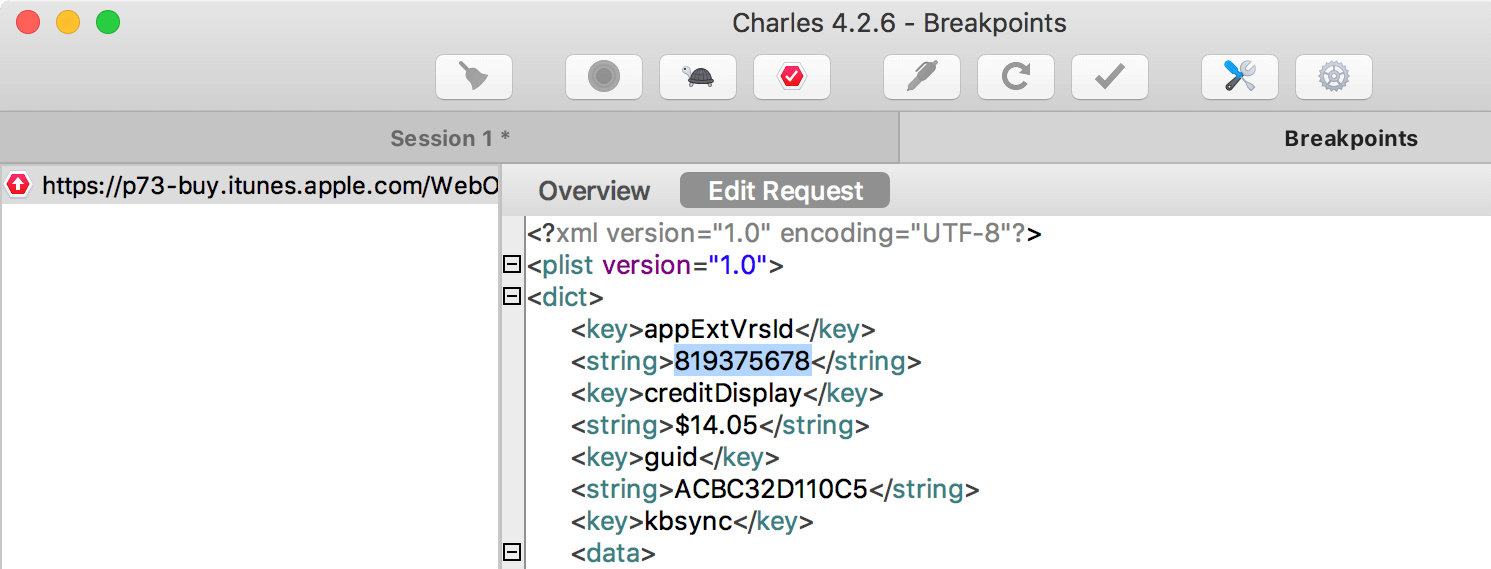 Charles 4.2.6 - Breakpoints
Session 1 *
Breakpoints
https://p73-buy.itunes.apple.com/WebO
Overview
Edit Request
<?xml version="1.0" encoding="UTF-8"?>
<plist version="1.0">
<dict>
<key>appExtVrsId</key>
<string>819375678</string>
<key>creditDisplay</key>
<string>$14.05</string>
<key>guid</key>
<string>ACBC32D110C5</string>
<key>kbsync</key>
<data>